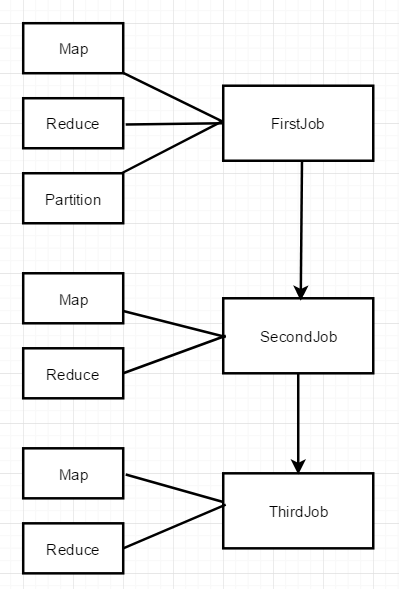 Map
Reduce
Partition
FirstJob
Map
Reduce
SecondJob
Map
Reduce
ThirdJob